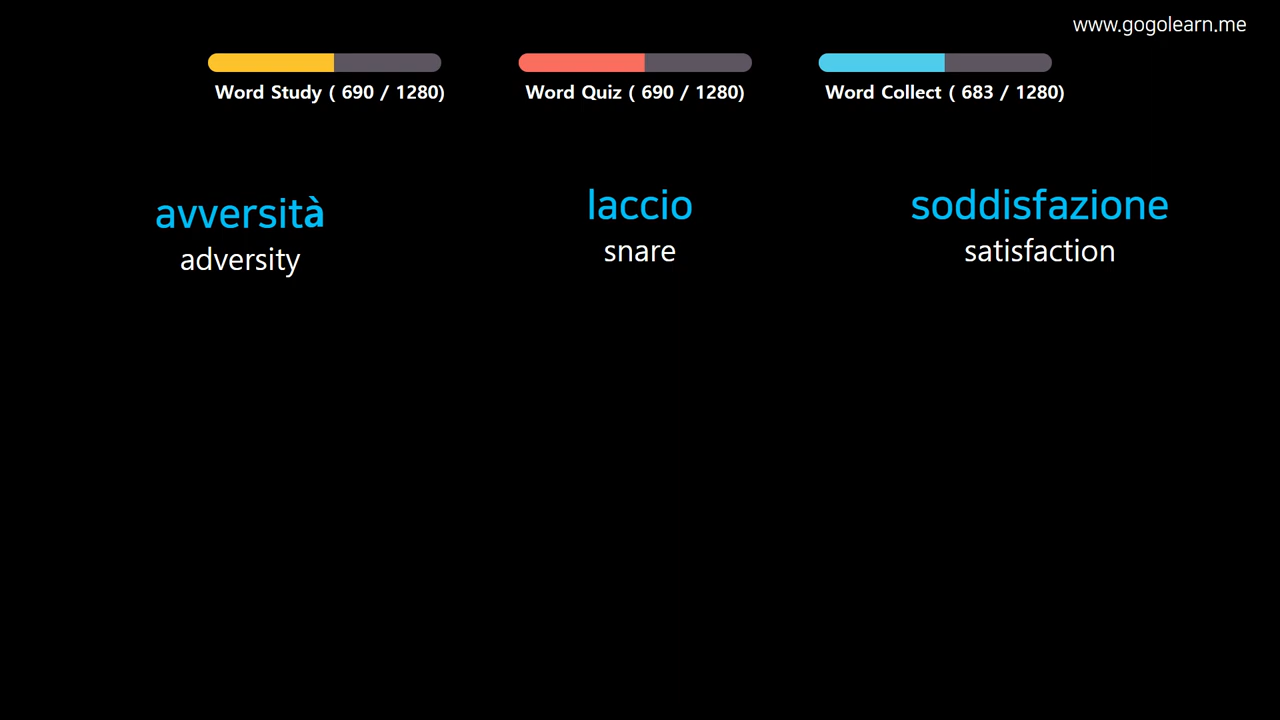 www.gogolearn.me
Word Study ( 690 / 1280)
Word Quiz ( 690 / 1280)
Word Collect ( 683 / 1280)
avversità
adversity
laccio
snare
soddisfazione
satisfaction